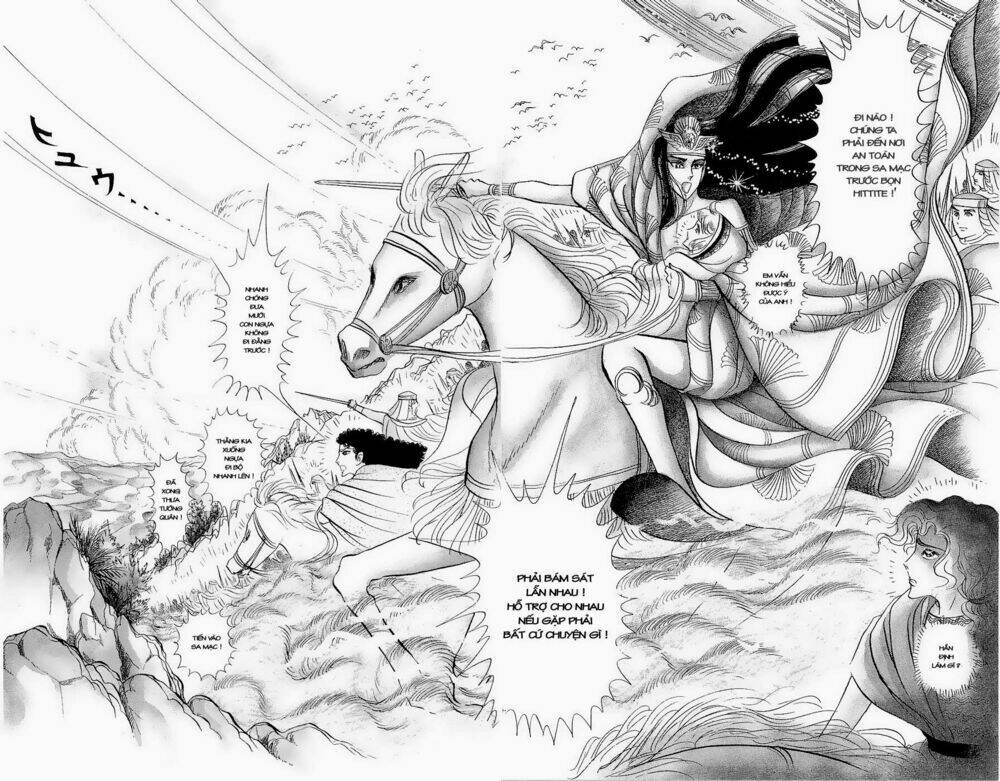 ĐI NÀO !
CHÚNG TA
PHẢI ĐẾN NƠI
AN TOÀN
TRONG SA MẠC
TRƯỚC BỌN
HITTITE !
EM VẪN
KHÔNG HIỂU
ĐƯỢC Ý
CỦA ANH !
ヒュウ......
NHANH
CHÓNG
ĐƯA
MƯỜI
CON NGỰA
KHÔNG
ĐI ĐẰNG
TRƯỚC !
THẰNG KIA
XUỐNG
NGỰA
ĐI BỘ
NHANH LÊN !
ĐÃ
XONG
THƯA
TƯỚNG
QUÂN !
TIẾN VÀO
SA MẠC !
PHẢI BÁM SÁT
LẪN NHAU !
HỖ TRỢ CHO NHAU
NẾU GẶP PHẢI
BẤT CỨ CHUYỆN GÌ !
HẮN
ĐỊNH
LÀM GÌ ?